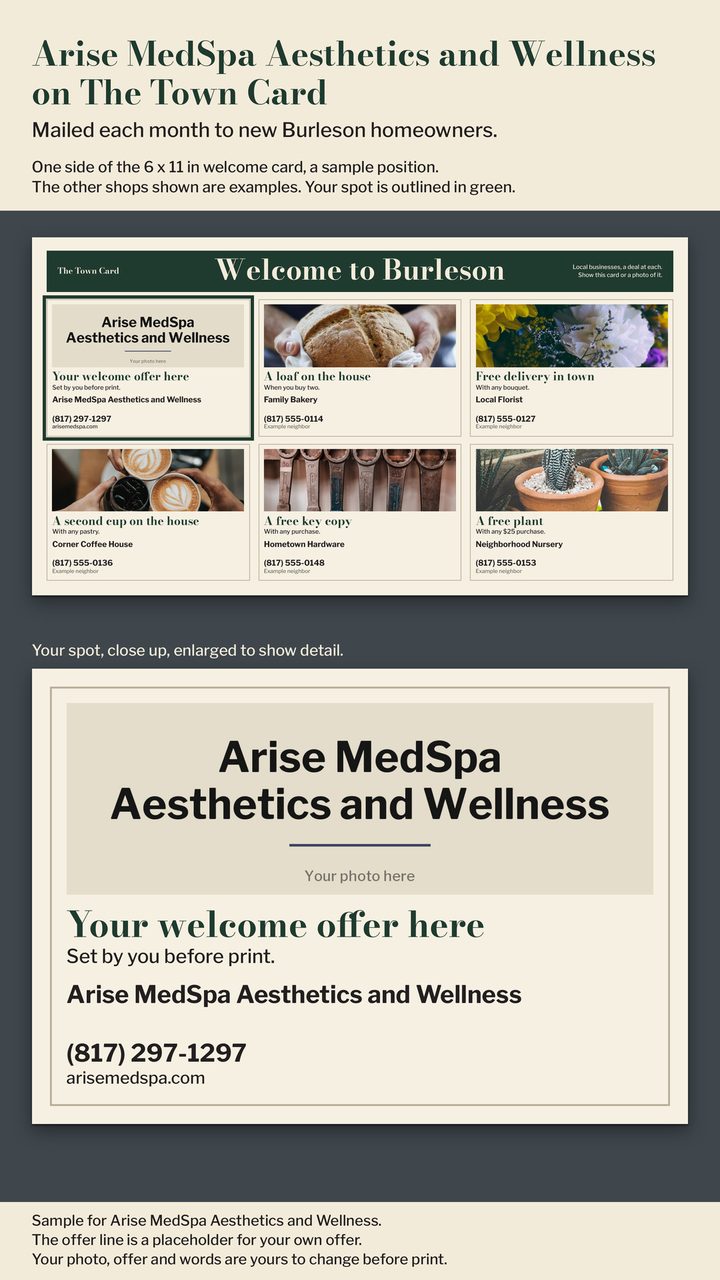 Arise MedSpa Aesthetics and Wellness
on The Town Card
Mailed each month to new Burleson homeowners.
One side of the 6 x 11 in welcome card, a sample position.
The other shops shown are examples. Your spot is outlined in green.
The Town Card
Welcome to Burleson
Local businesses, a deal at each.
Show this card or a photo of it.
Arise MedSpa
Aesthetics and Wellness
Your photo here
Your welcome offer here
Set by you before print.
Arise MedSpa Aesthetics and Wellness
(817) 297-1297
arisemedspa.com
A loaf on the house
When you buy two.
Family Bakery
(817) 555-0114
Example neighbor
Free delivery in town
With any bouquet.
Local Florist
(817) 555-0127
Example neighbor
A second cup on the house
With any pastry.
Corner Coffee House
(817) 555-0136
Example neighbor
A free key copy
With any purchase.
Hometown Hardware
(817) 555-0148
Example neighbor
A free plant
With any $25 purchase.
Neighborhood Nursery
(817) 555-0153
Example neighbor
Your spot, close up, enlarged to show detail.
Arise MedSpa
Aesthetics and Wellness
Your photo here
Your welcome offer here
Set by you before print.
Arise MedSpa Aesthetics and Wellness
(817) 297-1297
arisemedspa.com
Sample for Arise MedSpa Aesthetics and Wellness.
The offer line is a placeholder for your own offer.
Your photo, offer and words are yours to change before print.